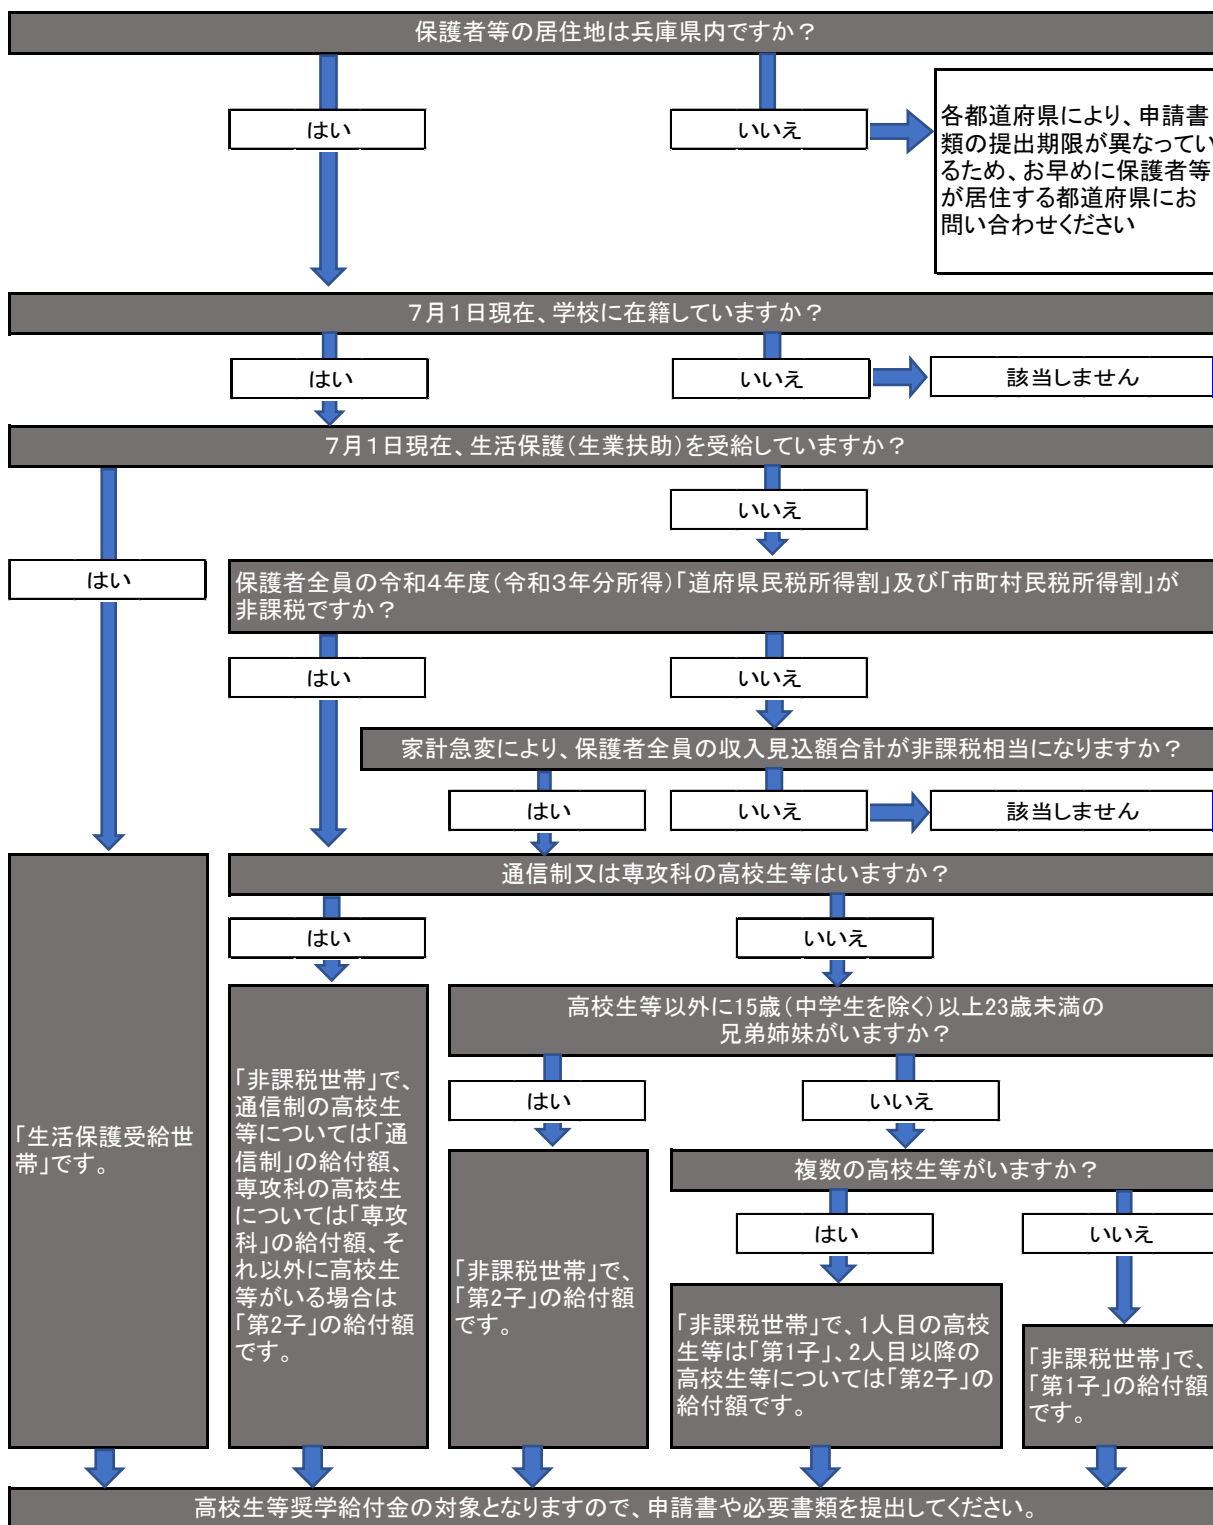 保護者等の居住地は兵庫県内ですか？
はい
いいえ
各都道府県により、申請書
類の提出期限が異なってい
るため、お早めに保護者等
が居住する都道府県にお
問い合わせください
７月１日現在、学校に在籍していますか？
はい
いいえ
該当しません
７月１日現在、生活保護（生業扶助）を受給していますか？
いいえ
はい
保護者全員の令和４年度（令和３年分所得）「道府県民税所得割」及び「市町村民税所得割」が
非課税ですか？
はい
いいえ
家計急変により、保護者全員の収入見込額合計が非課税相当になりますか？
はい
いいえ
該当しません
通信制又は専攻科の高校生等はいますか？
はい
いいえ
高校生等以外に15歳（中学生を除く）以上23歳未満の
兄弟姉妹がいますか？
はい
いいえ
「生活保護受給世
帯」です。
「非課税世帯」で、
通信制の高校生
等については「通
信制」の給付額、
専攻科の高校生
については「専攻
科」の給付額、そ
れ以外に高校生
等がいる場合は
「第2子」の給付額
です。
複数の高校生等がいますか？
はい
いいえ
「非課税世帯」で、
「第2子」の給付額
です。
「非課税世帯」で、1人目の高校
生等は「第1子」、2人目以降の
高校生等については「第2子」の
給付額です。
「非課税世帯」で、
「第1子」の給付額
です。
高校生等奨学給付金の対象となりますので、申請書や必要書類を提出してください。